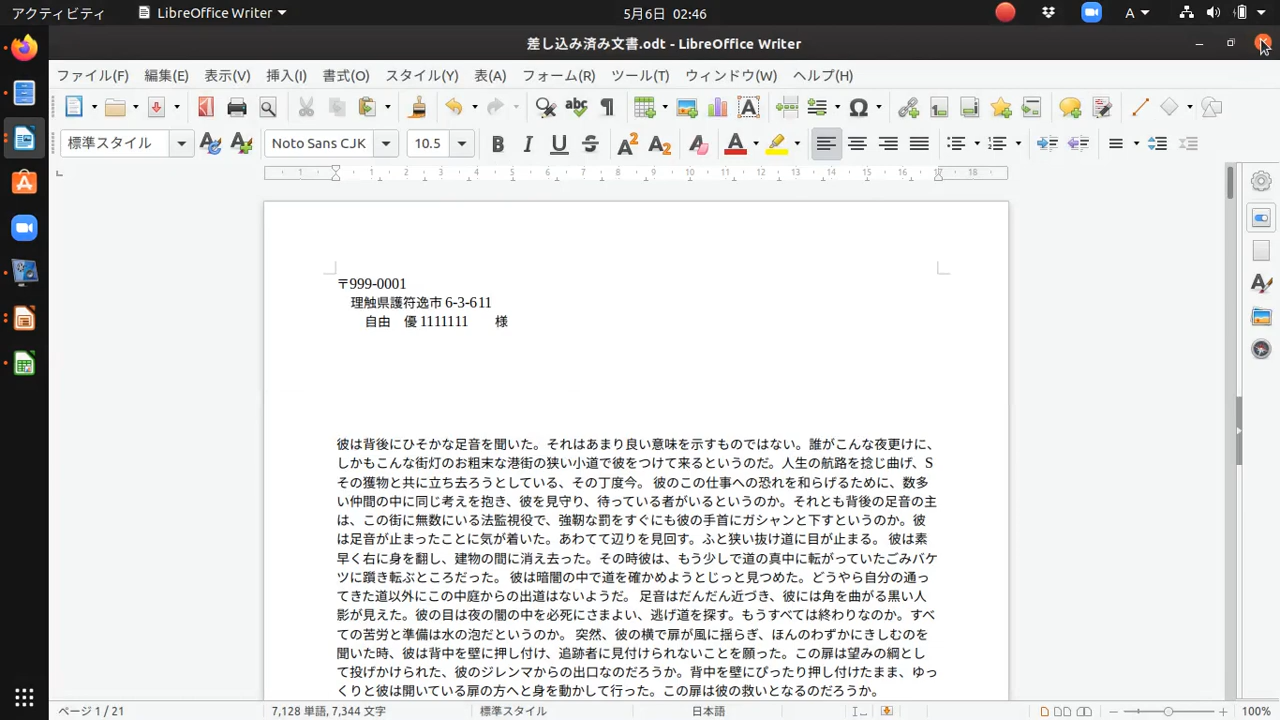 アクティビティ
LibreOffice Writer
5月6日 02:46
A
差し込み済み文書.odt - LibreOffice Writer
ファイル(F) 編集(E) 表示(V) 挿入(I) 書式(O) スタイル(Y) 表(A) フォーム(R) ツール(T) ウィンドウ(W) ヘルプ(H)
標準スタイル
Noto Sans CJK
10.5
1 1 2 3 4 5 6 7 8 9 10 11 12 13 14 15 16 17 18
〒999-0001
理触県護符逸市 6-3-611
自由　優 1111111　　様
彼は背後にひそかな足音を聞いた。それはあまり良い意味を示すものではない。誰がこんな夜更けに、
しかもこんな街灯のお粗末な港街の狭い小道で彼をつけて来るというのだ。人生の航路を捻じ曲げ、S
その獲物と共に立ち去ろうとしている、その丁度今。 彼のこの仕事への恐れを和らげるために、数多
い仲間の中に同じ考えを抱き、彼を見守り、待っている者がいるというのか。それとも背後の足音の主
は、この街に無数にいる法監視役で、強靭な罰をすぐにも彼の手首にガシャンと下すというのか。彼
は足音が止まったことに気が着いた。あわてて辺りを見回す。ふと狭い抜け道に目が止まる。 彼は素
早く右に身を翻し、建物の間に消え去った。その時彼は、もう少しで道の真中に転がっていたごみバケ
ツに躓き転ぶところだった。 彼は暗闇の中で道を確かめようとじっと見つめた。どうやら自分の通っ
てきた道以外にこの中庭からの出道はないようだ。 足音はだんだん近づき、彼には角を曲がる黒い人
影が見えた。彼の目は夜の闇の中を必死にさまよい、逃げ道を探す。もうすべては終わりなのか。すべ
ての苦労と準備は水の泡だというのか。 突然、彼の横で扉が風に揺らぎ、ほんのわずかにきしむのを
聞いた時、彼は背中を壁に押し付け、追跡者に見付けられないことを願った。この扉は望みの綱とし
て投げかけられた、彼のジレンマからの出口なのだろうか。背中を壁にぴったり押し付けたまま、ゆっ
くりと彼は開いている扉の方へと身を動かして行った。この扉は彼の救いとなるのだろうか。
ページ 1 / 21
7,128 単語, 7,344 文字
標準スタイル
日本語
100%